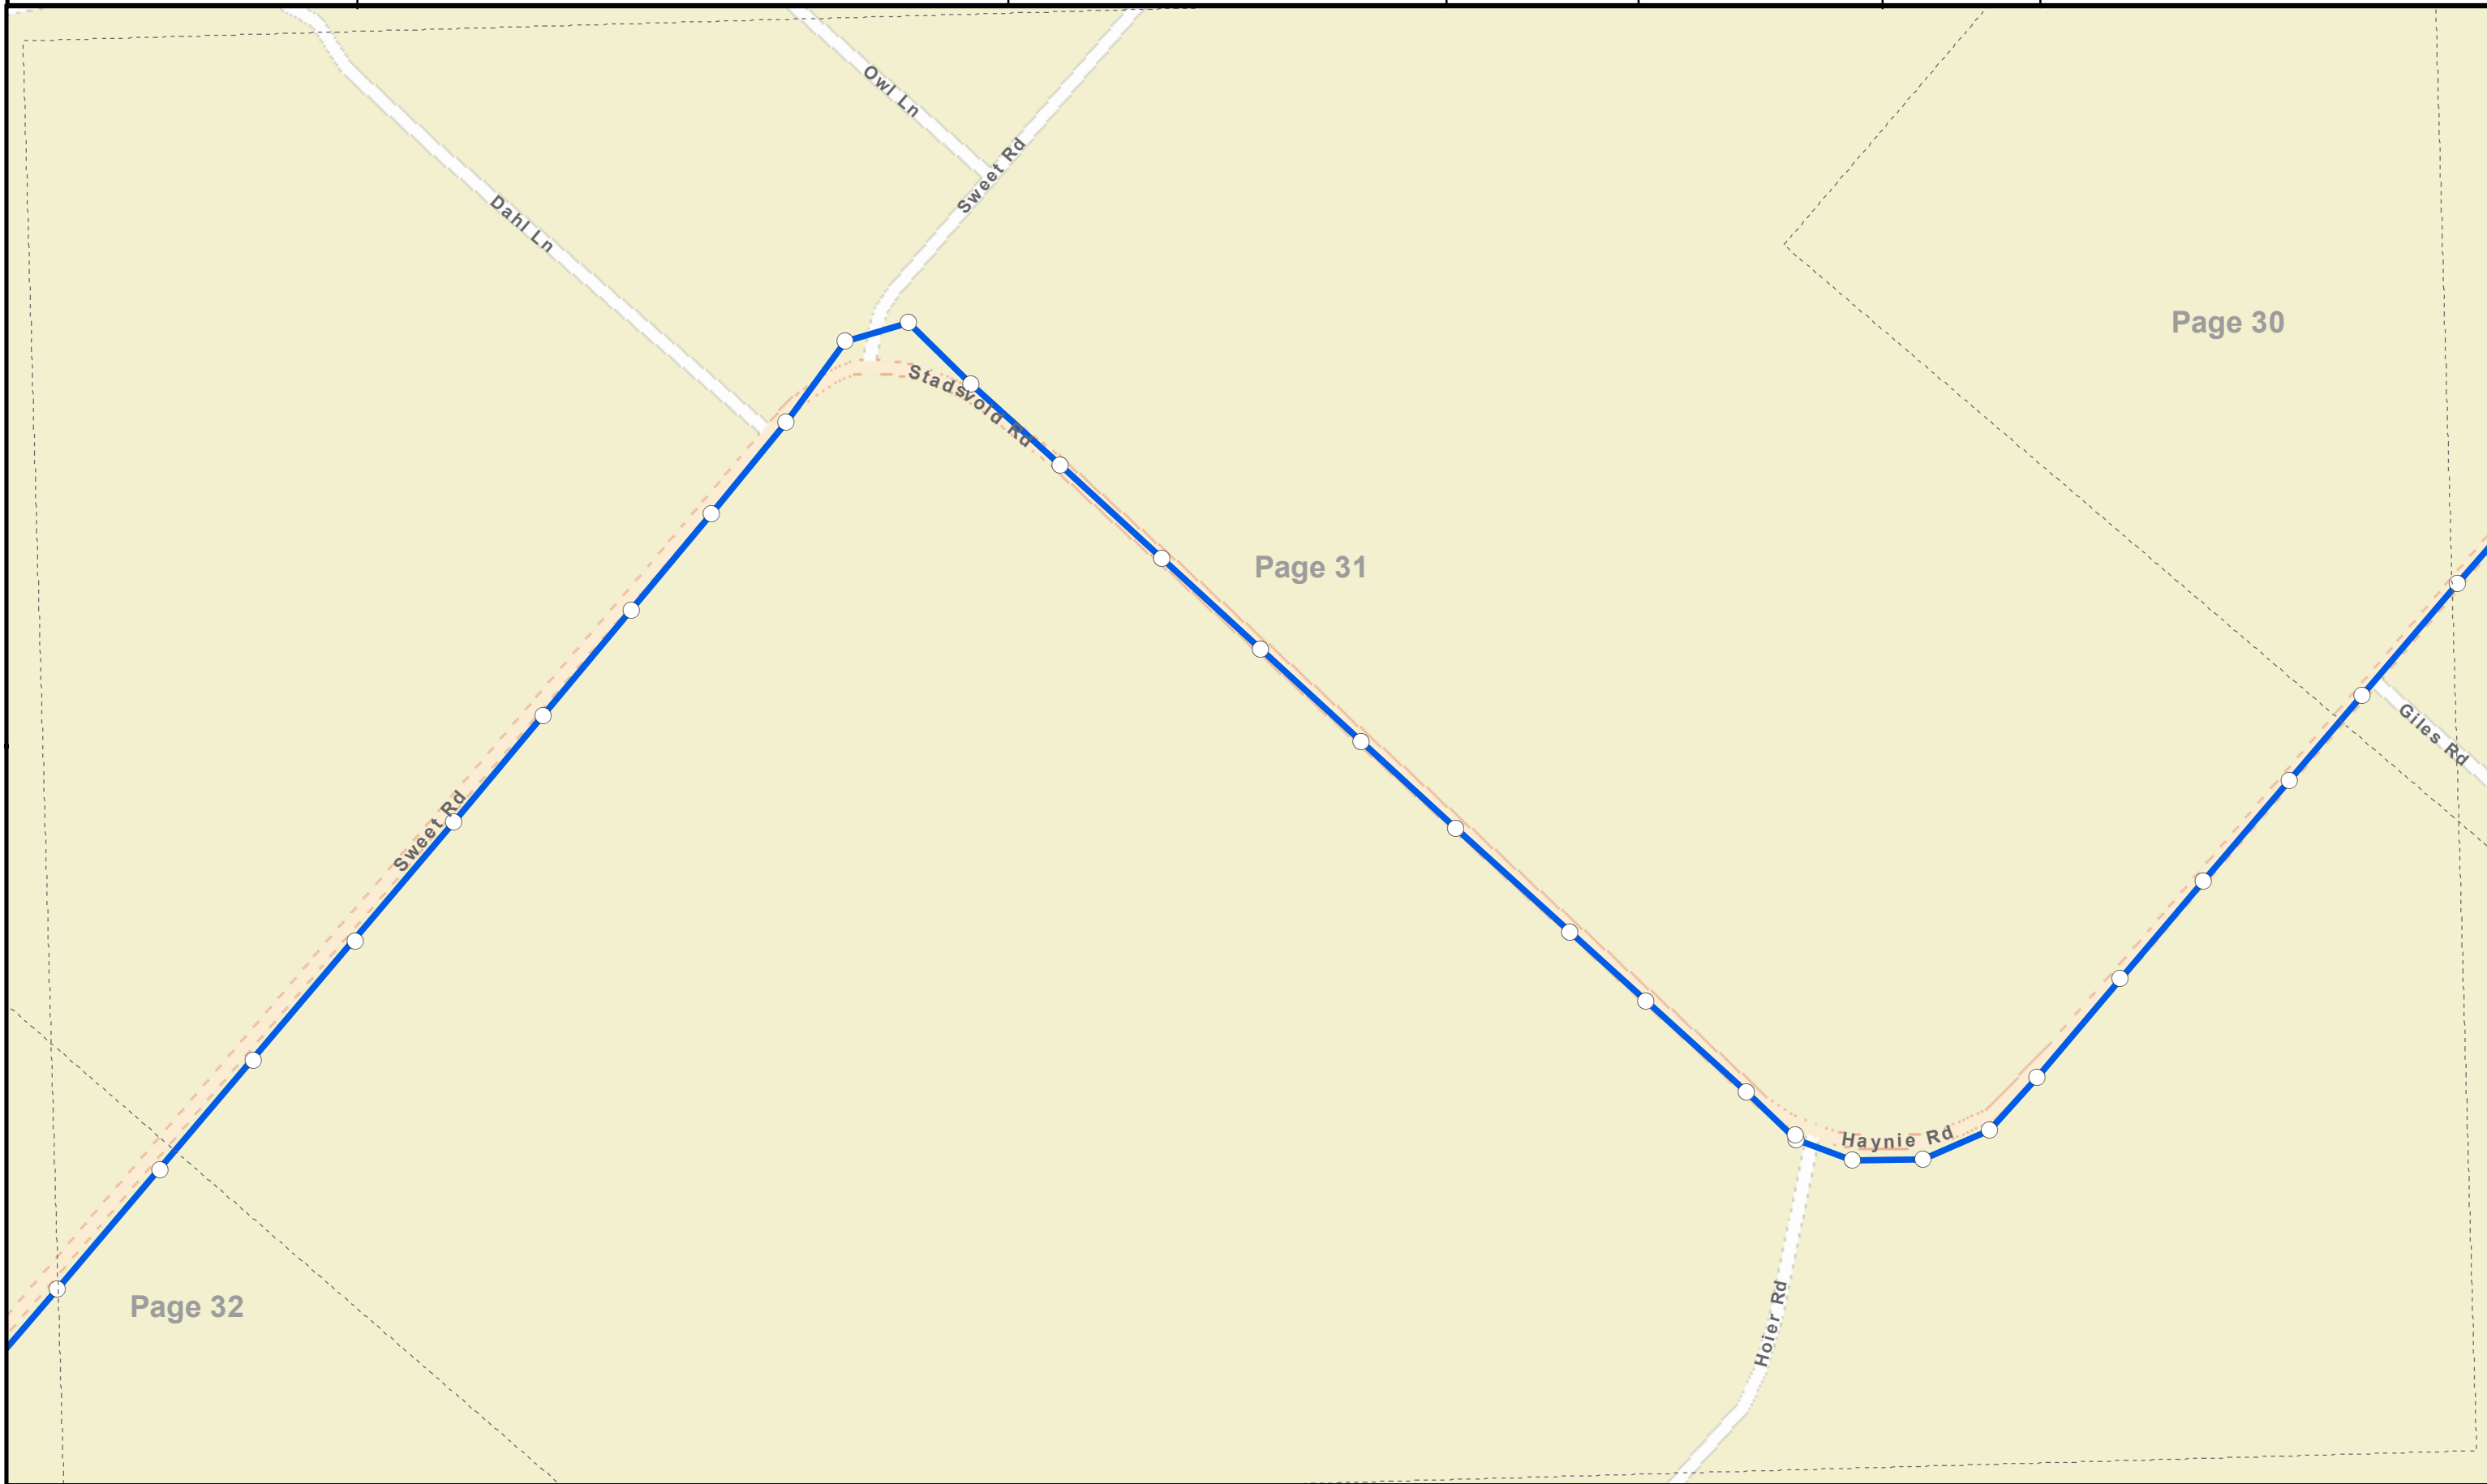 Owl Ln
Sweet Rd
Dahl Ln
Page 30
Stadsvold Rd
Page 31
Giles Rd
Sweet Rd
Haynie Rd
Page 32
Hoier Rd